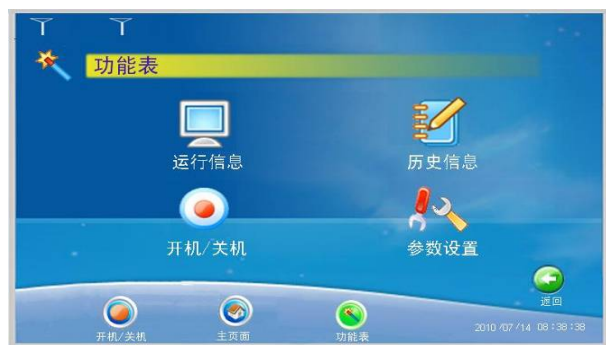 功能表
运行信息 历史信息
开机/关机 参数设置
返回
开机/关机 主页面 功能表 2010/07/14 08:38:38